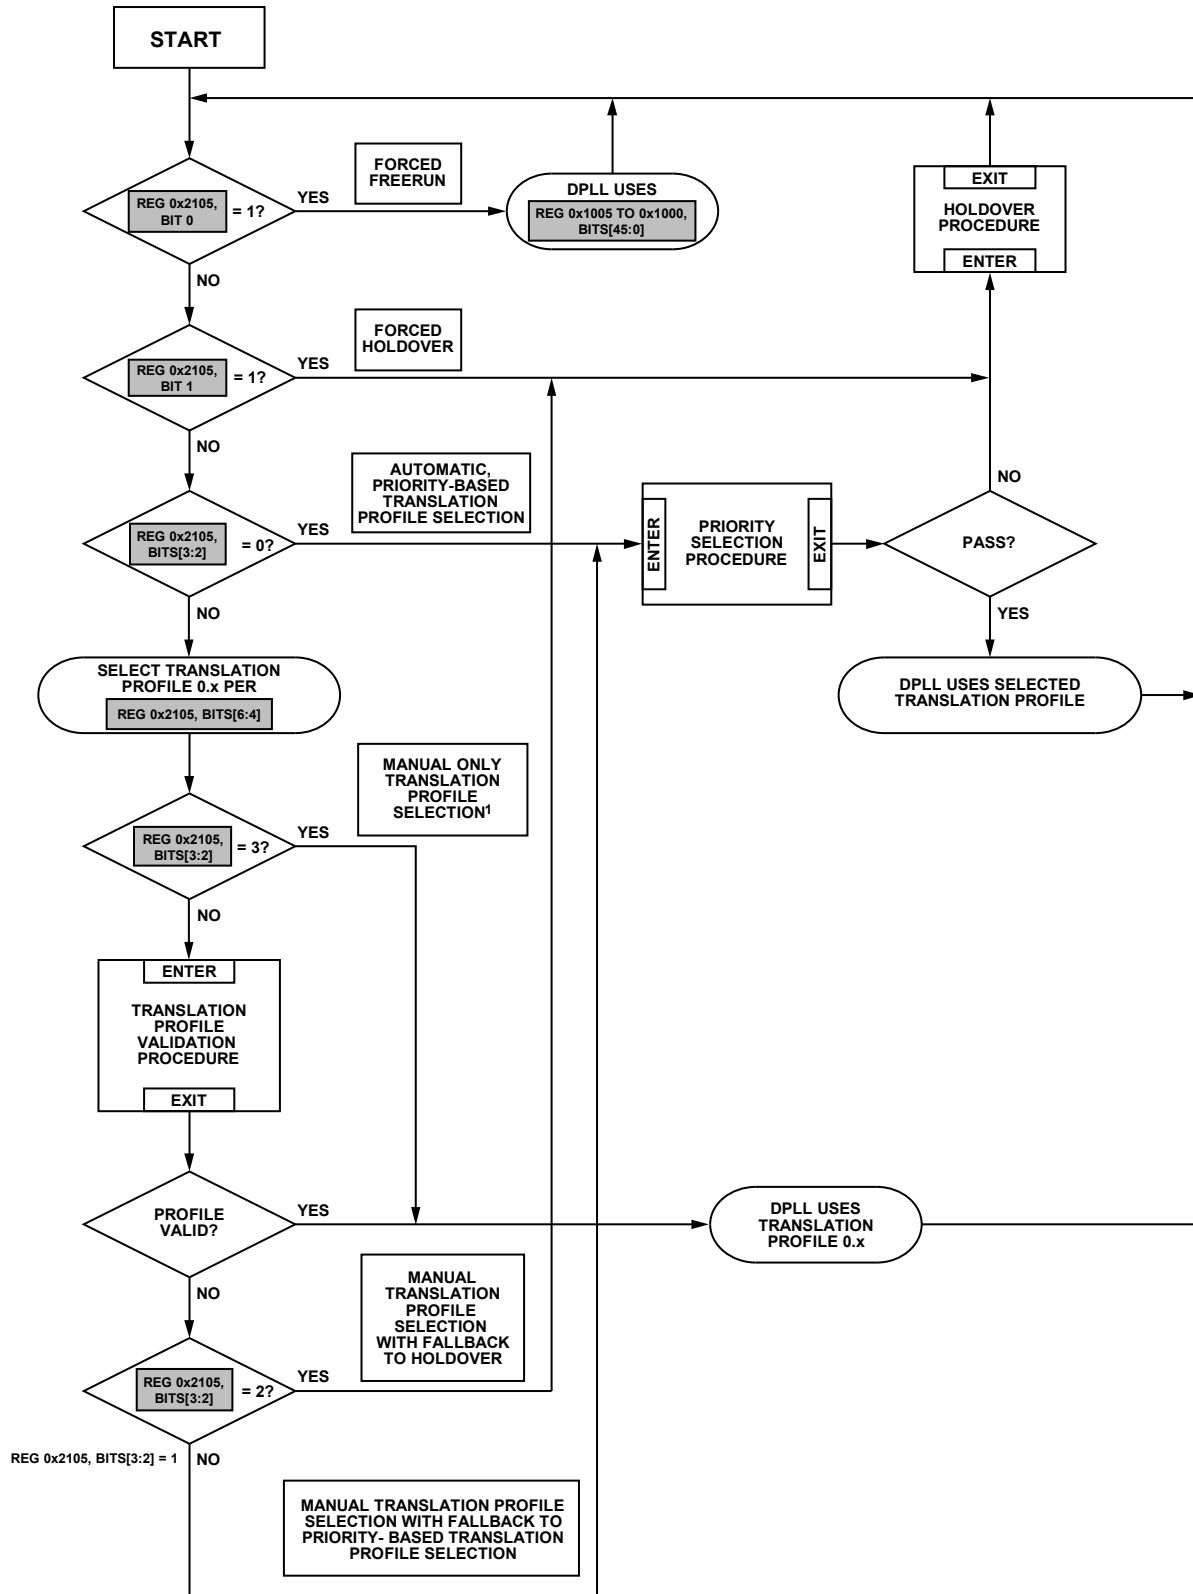 START
REG 0x2105,
BIT 0
= 1?
YES
FORCED
FREERUN
DPLL USES
REG 0x1005 TO 0x1000,
BITS[45:0]
EXIT
HOLDOVER
PROCEDURE
ENTER
NO
REG 0x2105,
BIT 1
= 1?
YES
FORCED
HOLDOVER
NO
REG 0x2105,
BITS[3:2]
= 0?
YES
AUTOMATIC,
PRIORITY-BASED
TRANSLATION
PROFILE SELECTION
ENTER
PRIORITY
SELECTION
PROCEDURE
EXIT
PASS?
NO
YES
DPLL USES SELECTED
TRANSLATION PROFILE
NO
SELECT TRANSLATION
PROFILE 0.x PER
REG 0x2105, BITS[6:4]
MANUAL ONLY
TRANSLATION
PROFILE
SELECTION¹
REG 0x2105,
BITS[3:2]
= 3?
YES
NO
ENTER
TRANSLATION
PROFILE
VALIDATION
PROCEDURE
EXIT
PROFILE
VALID?
YES
DPLL USES
TRANSLATION
PROFILE 0.x
NO
MANUAL
TRANSLATION
PROFILE
SELECTION
WITH FALLBACK
TO HOLDOVER
REG 0x2105,
BITS[3:2]
= 2?
YES
REG 0x2105, BITS[3:2] = 1
NO
MANUAL TRANSLATION PROFILE
SELECTION WITH FALLBACK TO
PRIORITY- BASED TRANSLATION
PROFILE SELECTION